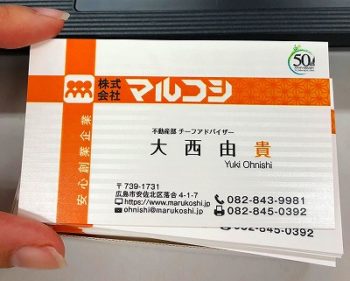 50th
株式
会社
マルコシ
安心創業企業
不動産部 チーフアドバイザー
大西由貴
Yuki Ohnishi
〒739-1731
広島市安佐北区落合4-1-7
https://www.marukoshi.jp
ohnishi@marukoshi.jp
082-843-9981
082-845-0392
082-845-0392